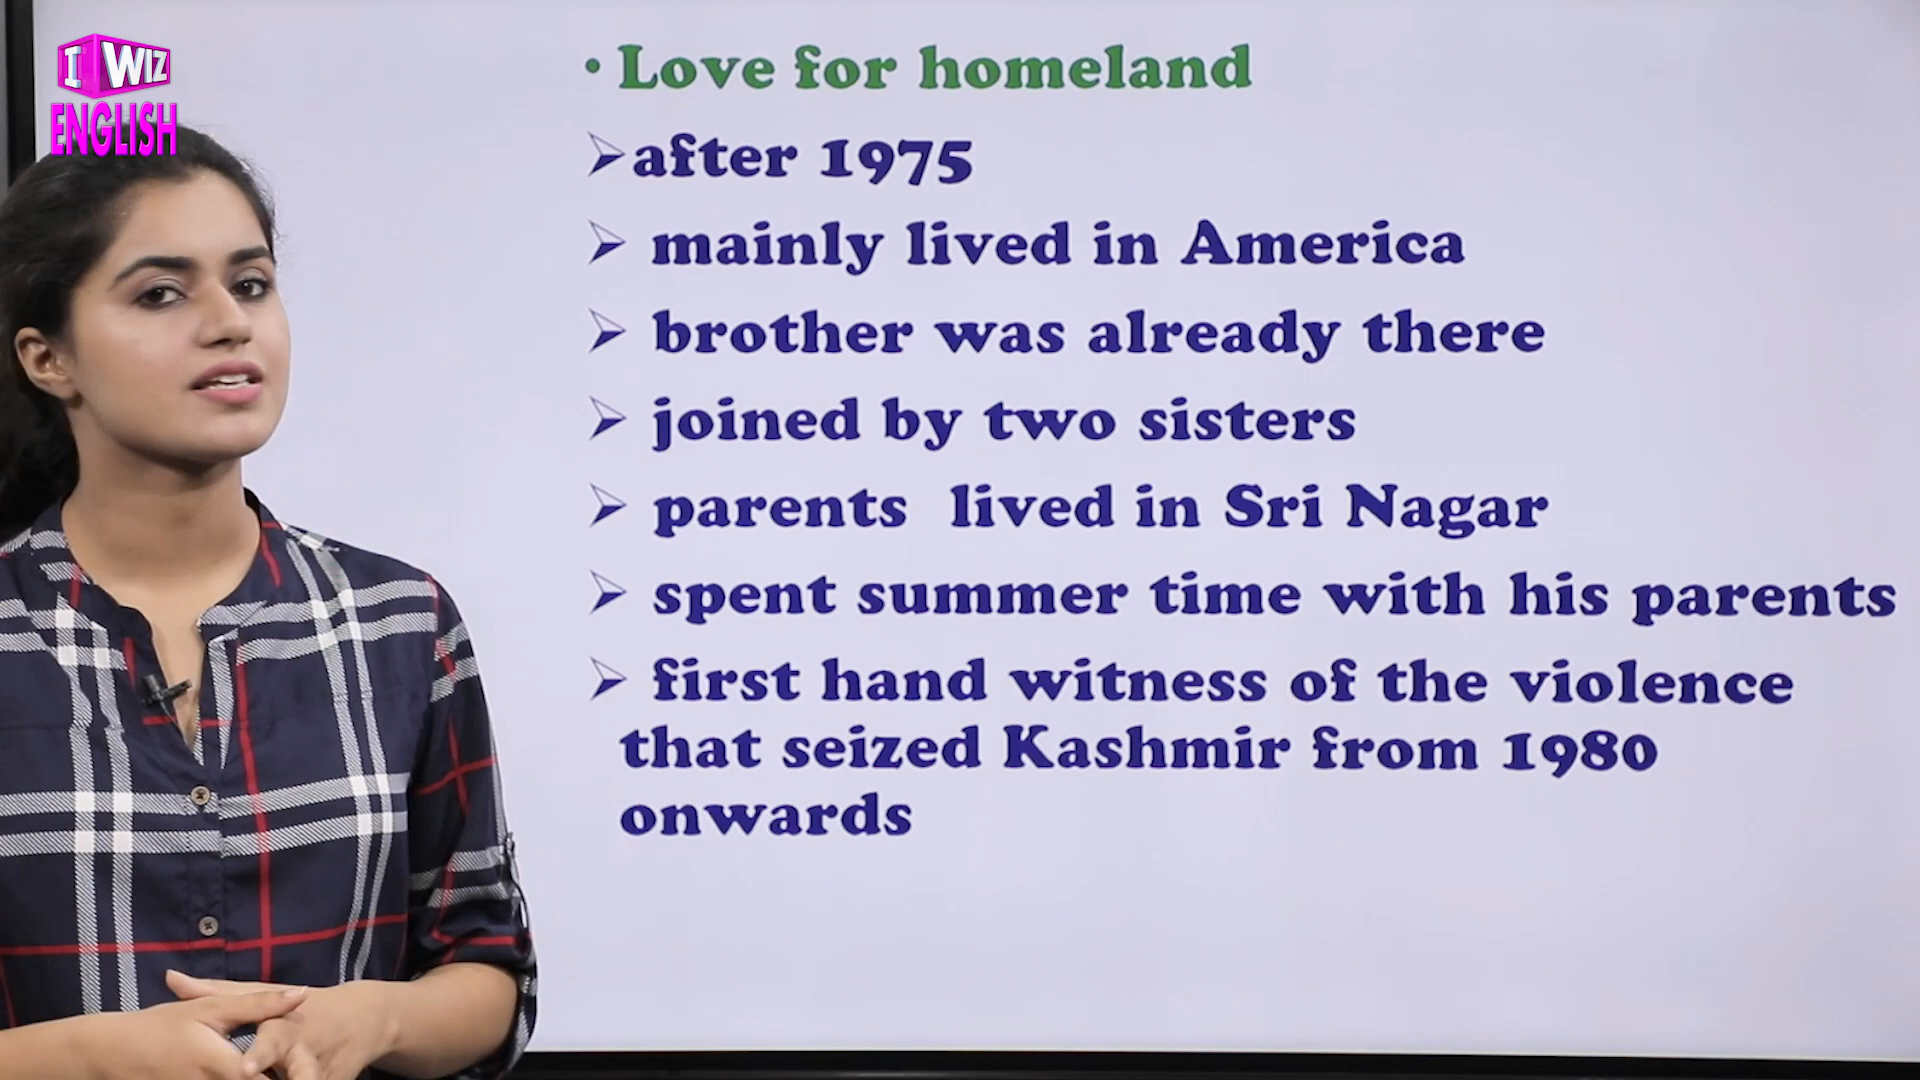 I WIZ
ENGLISH
• Love for homeland
➢ after 1975
➢ mainly lived in America
➢ brother was already there
➢ joined by two sisters
➢ parents lived in Sri Nagar
➢ spent summer time with his parents
➢ first hand witness of the violence
that seized Kashmir from 1980
onwards